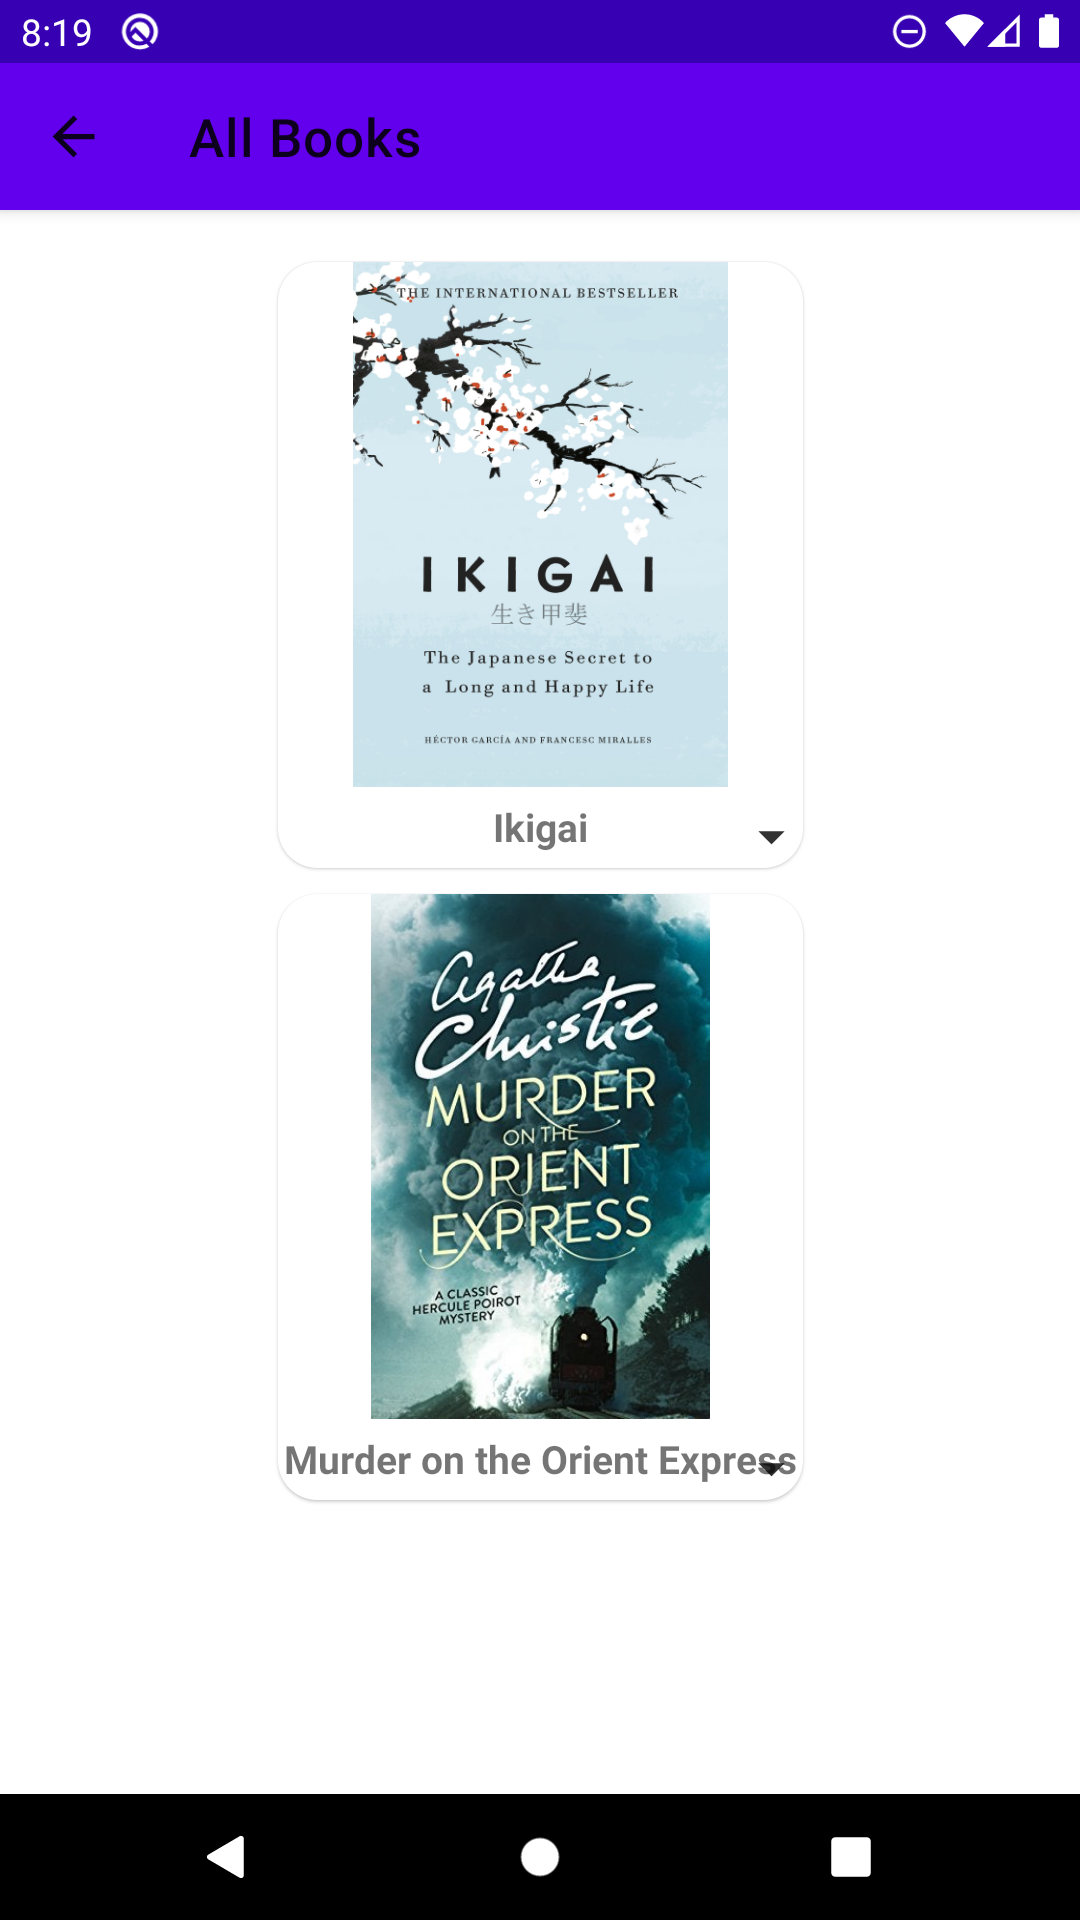 8:19
All Books
THE INTERNATIONAL BESTSELLER
IKIGAI
生き甲斐
The Japanese Secret to
a Long and Happy Life
HÉCTOR GARCÍA AND FRANCESC MIRALLES
Ikigai
Agatha
Christie
MURDER
ON THE
ORIENT
EXPRESS
A CLASSIC
HERCULE POIROT
MYSTERY
Murder on the Orient Express